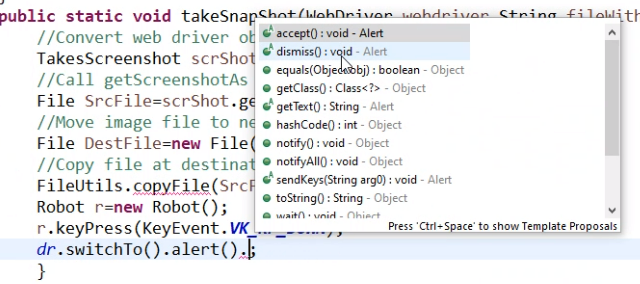 public static void takeSnapShot(WebDriver webdriver,String fileWith
//Convert web driver ob
TakesScreenshot scrShot
//Call getScreenshotAs
File SrcFile=scrShot.ge
//Move image file to ne
File DestFile=new File(
//Copy file at destinat
FileUtils.copyFile(SrcF
Robot r=new Robot();
r.keyPress(KeyEvent.
dr.switchTo().alert().;
}
accept() : void - Alert
dismiss() : void - Alert
equals(Object obj) : boolean - Object
getClass() : Class<?> - Object
getText() : String - Alert
hashCode() : int - Object
notify() : void - Object
notifyAll() : void - Object
sendKeys(String arg0) : void - Alert
toString() : String - Object
wait() : void - Object
Press 'Ctrl+Space' to show Template Proposals